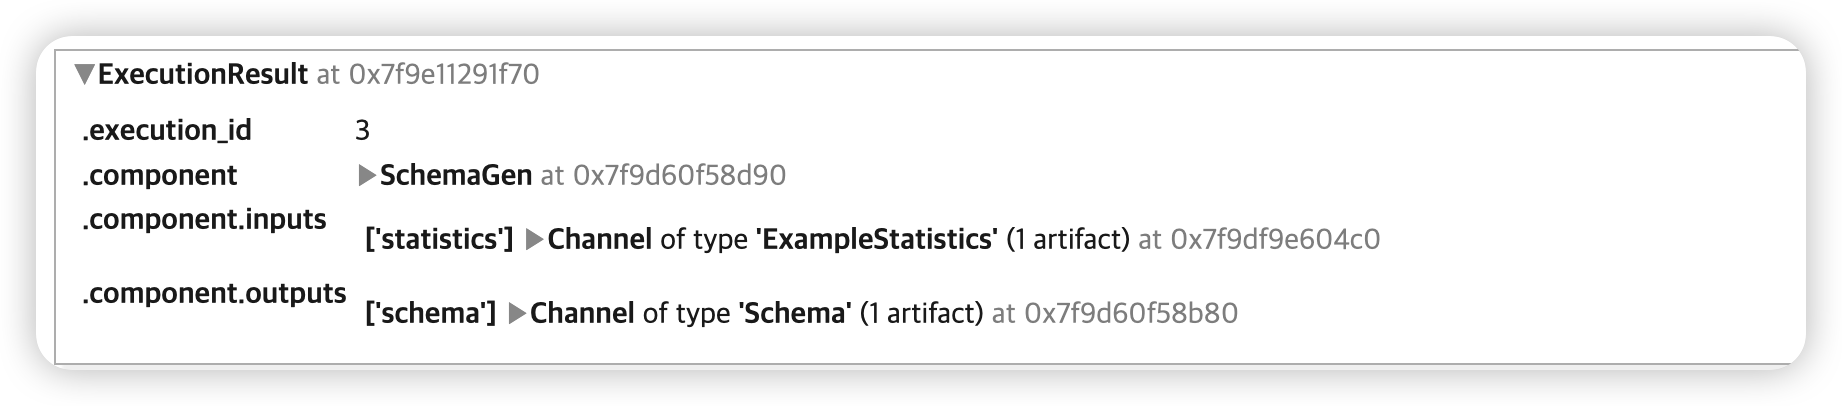 ▼ExecutionResult at 0x7f9e11291f70
.execution_id 3
.component ▶SchemaGen at 0x7f9d60f58d90
.component.inputs ['statistics'] ▶Channel of type 'ExampleStatistics' (1 artifact) at 0x7f9df9e604c0
.component.outputs ['schema'] ▶Channel of type 'Schema' (1 artifact) at 0x7f9d60f58b80